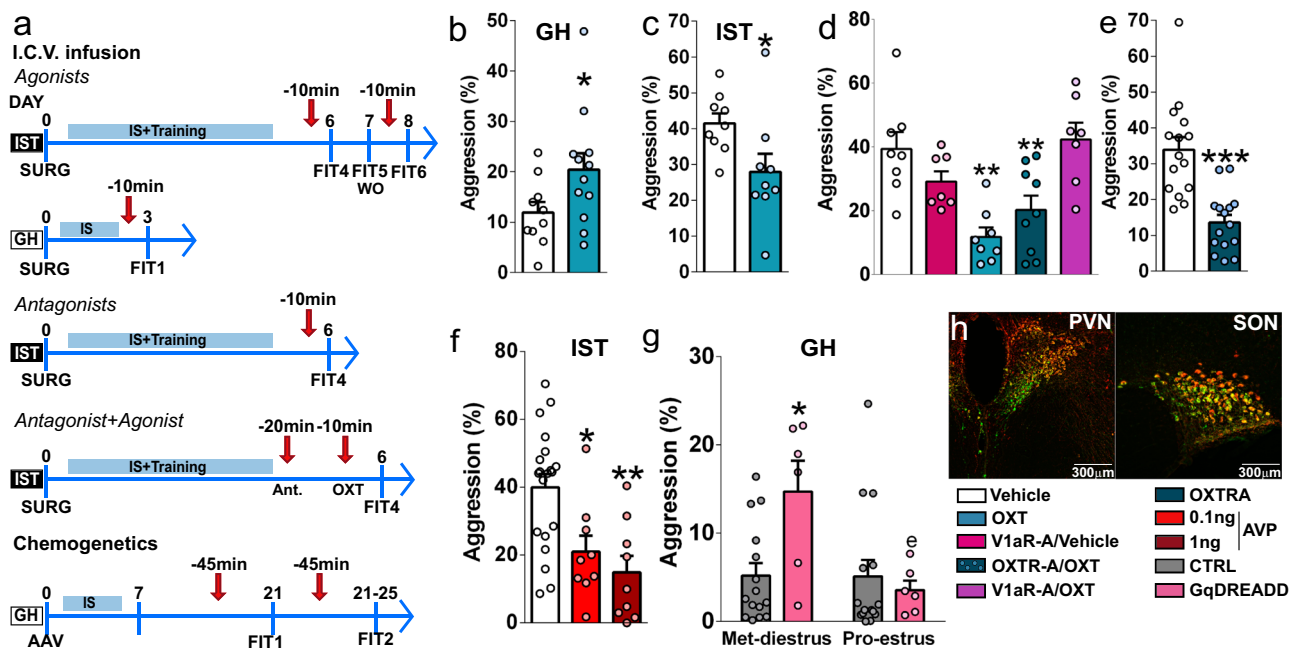 a
I.C.V. infusion
Agonists
DAY
0
-10min
-10min
6
7
8
IS+Training
IST
SURG
FIT4
FIT5
FIT6
WO
0
-10min
3
IS
GH
SURG
FIT1
Antagonists
0
-10min
6
IS+Training
IST
SURG
FIT4
Antagonist+Agonist
0
-20min
-10min
6
IS+Training
IST
Ant.
OXT
SURG
FIT4
Chemogenetics
0
-45min
-45min
IS
7
21
21-25
GH
AAV
FIT1
FIT2
b
GH
Aggression (%)
50
40
30
20
10
0
*
c
IST
Aggression (%)
70
60
50
40
30
20
10
0
*
d
Aggression (%)
80
60
40
20
0
**
**
e
Aggression (%)
70
60
50
40
30
20
10
0
***
f
IST
Aggression (%)
80
60
40
20
0
*
**
g
GH
Aggression (%)
30
20
10
0
*
e
Met-diestrus
Pro-estrus
h
PVN
SON
300μm
300μm
Vehicle
OXT
V1aR-A/Vehicle
OXTR-A/OXT
V1aR-A/OXT
OXTRA
0.1ng
1ng
AVP
CTRL
GqDREADD